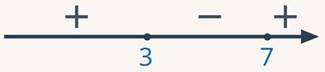 + − +
3 7